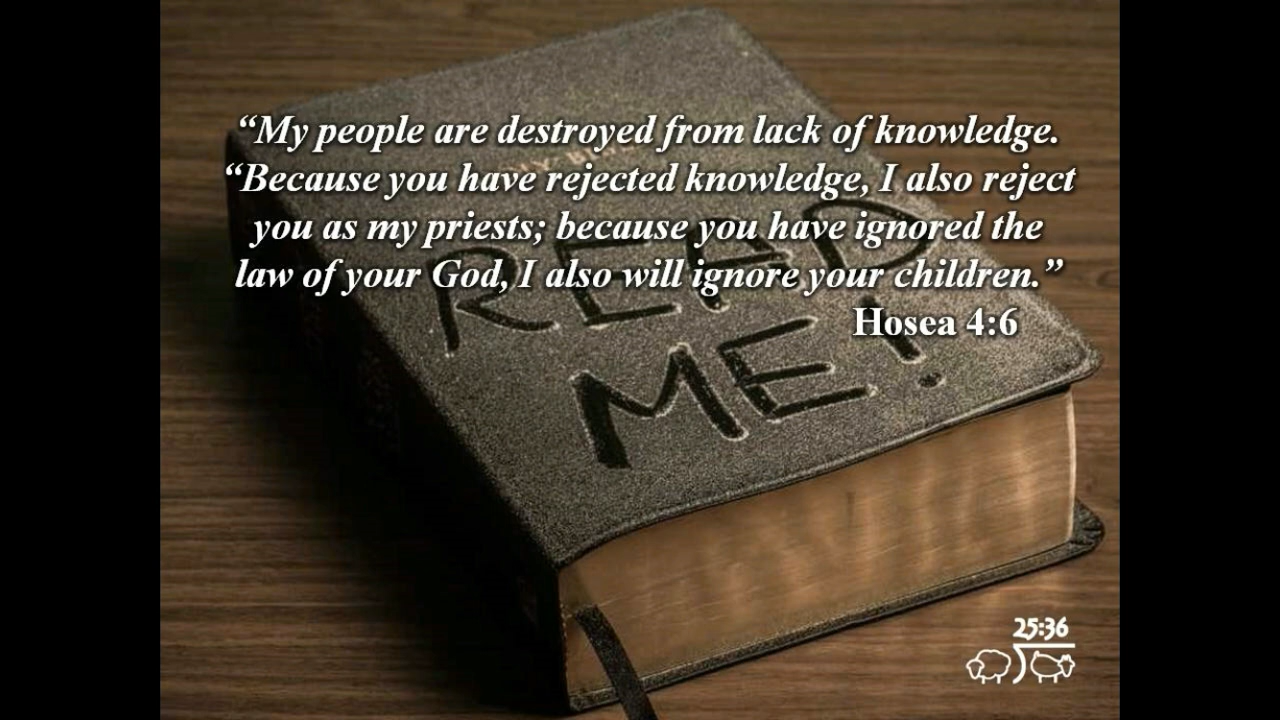 “My people are destroyed from lack of knowledge.
“Because you have rejected knowledge, I also reject
you as my priests; because you have ignored the
law of your God, I also will ignore your children.”
Hosea 4:6
READ
ME!
25:36